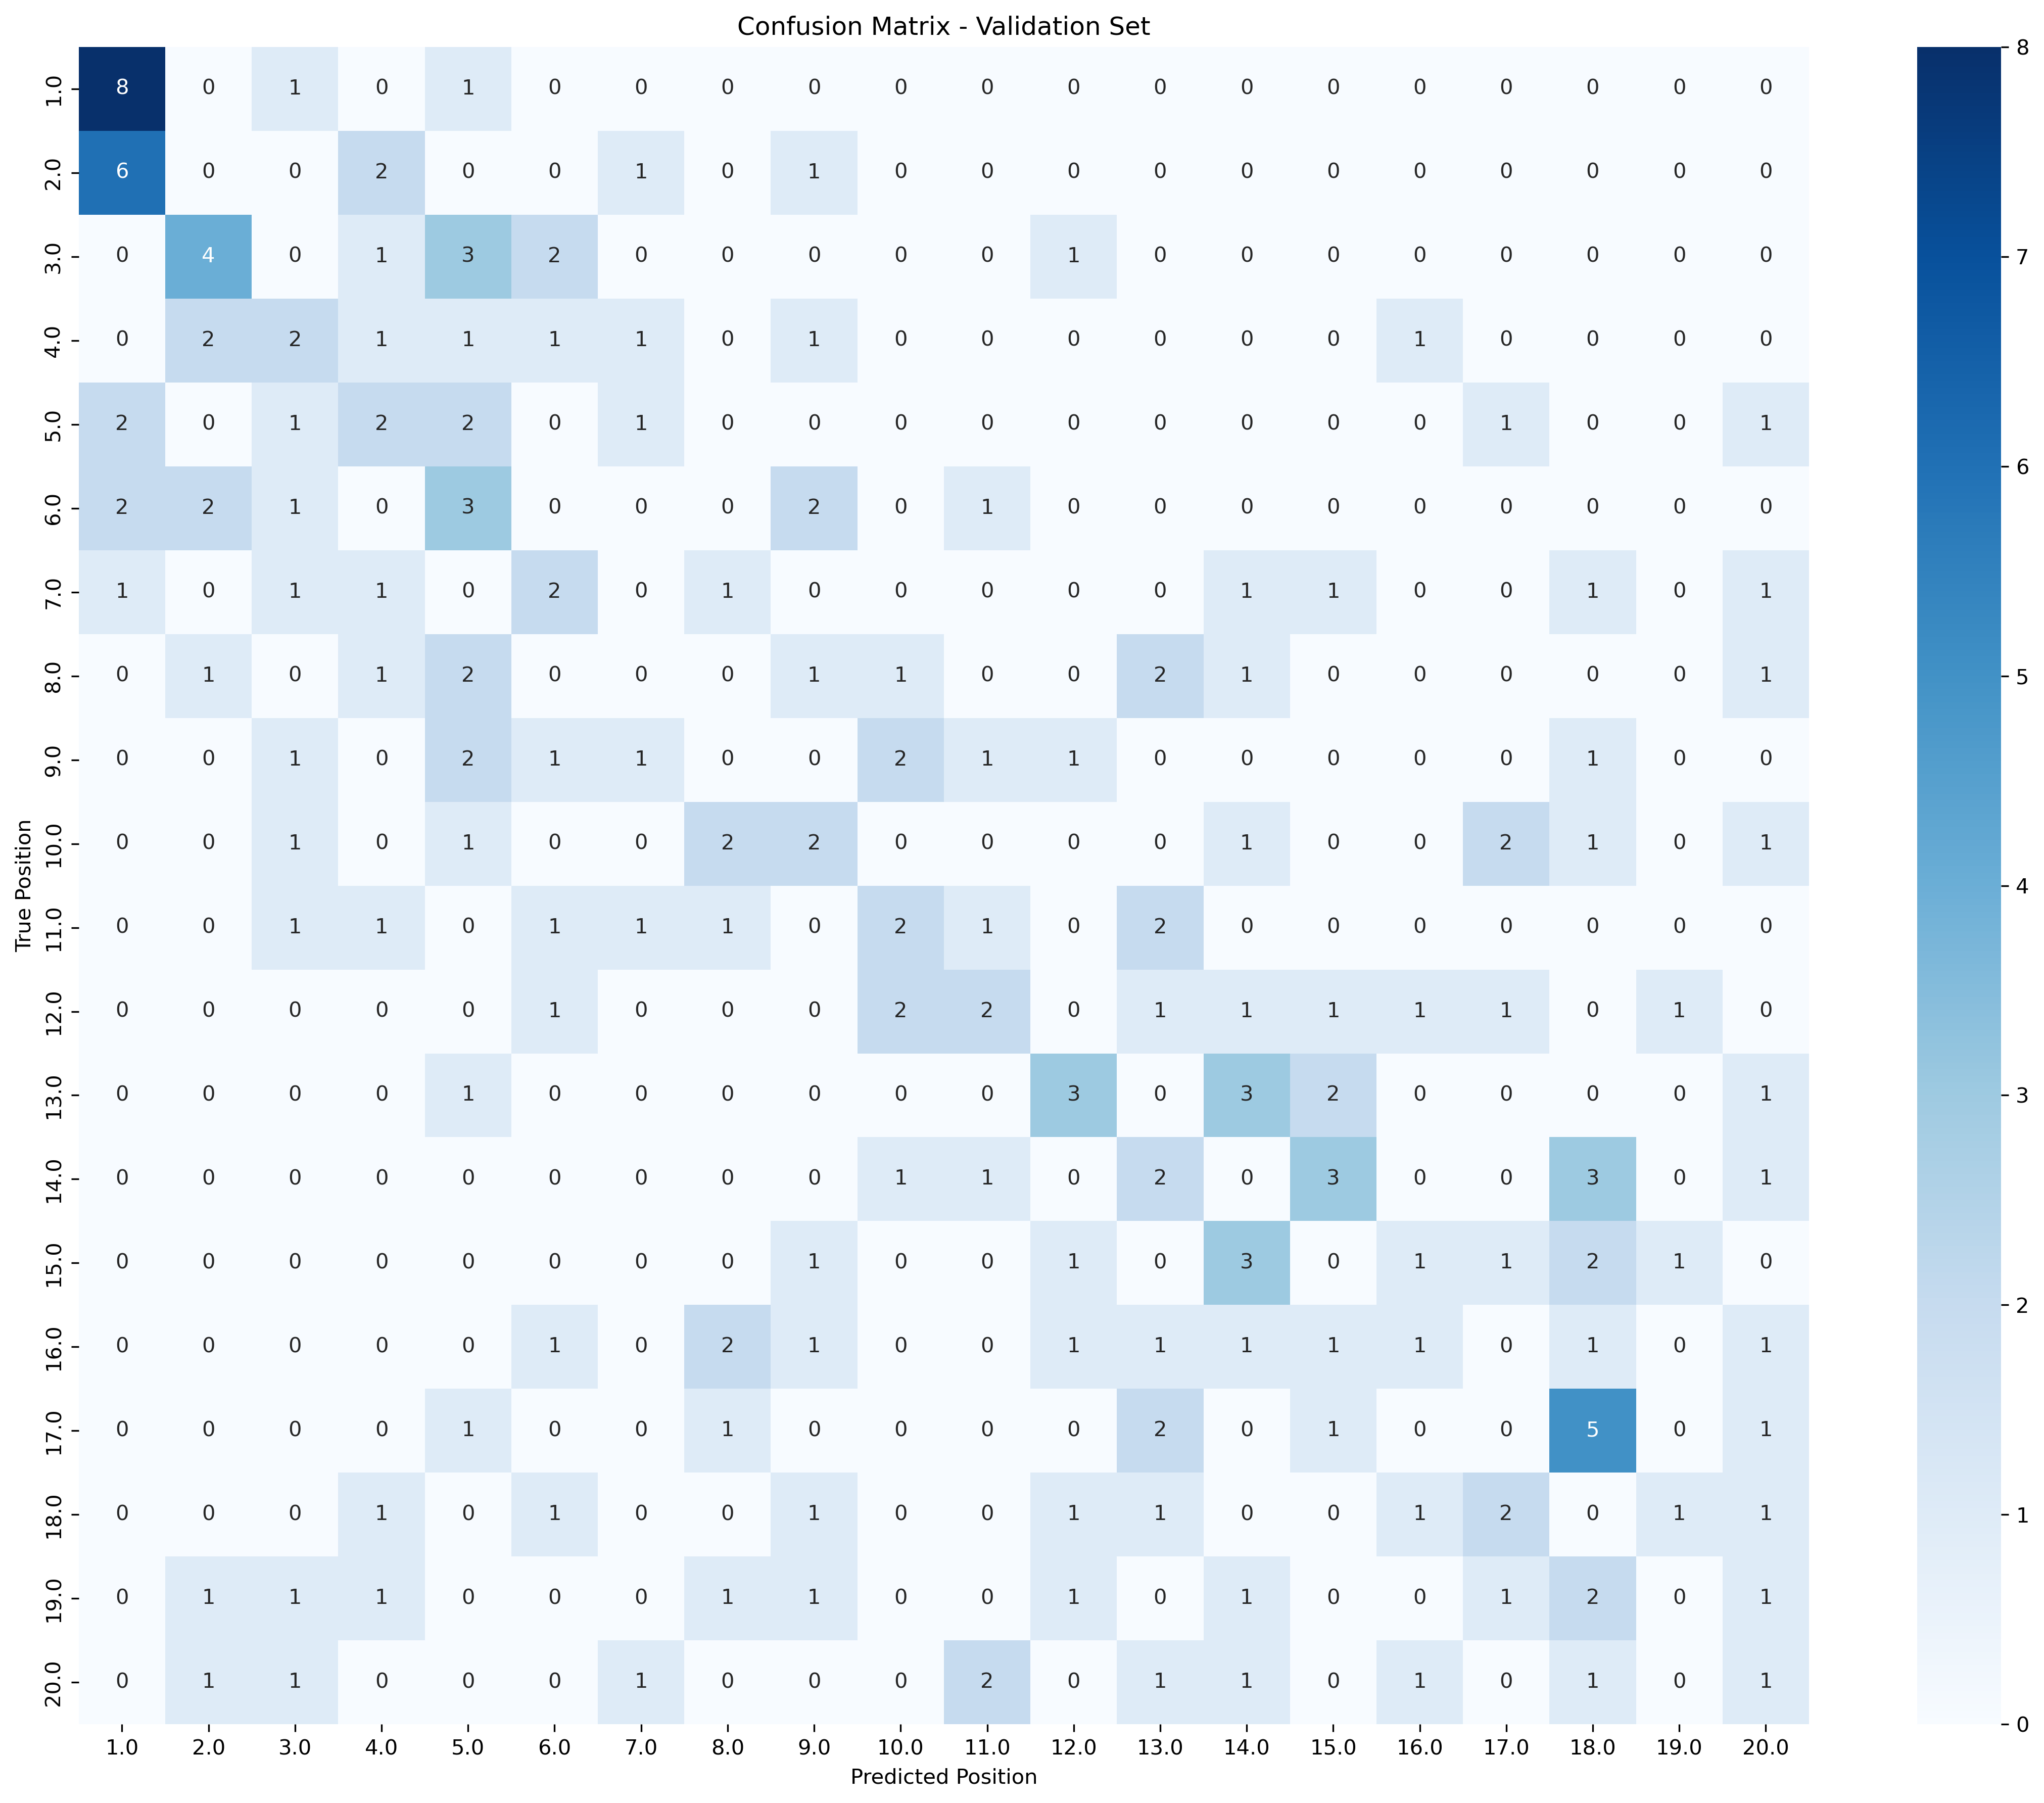 Confusion Matrix - Validation Set
1.0 8 0 1 0 1 0 0 0 0 0 0 0 0 0 0 0 0 0 0 0
2.0 6 0 0 2 0 0 1 0 1 0 0 0 0 0 0 0 0 0 0 0
3.0 0 4 0 1 3 2 0 0 0 0 0 1 0 0 0 0 0 0 0 0
4.0 0 2 2 1 1 1 1 0 1 0 0 0 0 0 0 1 0 0 0 0
5.0 2 0 1 2 2 0 1 0 0 0 0 0 0 0 0 0 1 0 0 1
6.0 2 2 1 0 3 0 0 0 2 0 1 0 0 0 0 0 0 0 0 0
7.0 1 0 1 1 0 2 0 1 0 0 0 0 0 1 1 0 0 1 0 1
8.0 0 1 0 1 2 0 0 0 1 1 0 0 2 1 0 0 0 0 0 1
9.0 0 0 1 0 2 1 1 0 0 2 1 1 0 0 0 0 0 1 0 0
10.0 0 0 1 0 1 0 0 2 2 0 0 0 0 1 0 0 2 1 0 1
11.0 0 0 1 1 0 1 1 1 0 2 1 0 2 0 0 0 0 0 0 0
12.0 0 0 0 0 0 1 0 0 0 2 2 0 1 1 1 1 1 0 1 0
13.0 0 0 0 0 1 0 0 0 0 0 0 3 0 3 2 0 0 0 0 1
14.0 0 0 0 0 0 0 0 0 0 1 1 0 2 0 3 0 0 3 0 1
15.0 0 0 0 0 0 0 0 0 1 0 0 1 0 3 0 1 1 2 1 0
16.0 0 0 0 0 0 1 0 2 1 0 0 1 1 1 1 1 0 1 0 1
17.0 0 0 0 0 1 0 0 1 0 0 0 0 2 0 1 0 0 5 0 1
18.0 0 0 0 1 0 1 0 0 1 0 0 1 1 0 0 1 2 0 1 1
19.0 0 1 1 1 0 0 0 1 1 0 0 1 0 1 0 0 1 2 0 1
20.0 0 1 1 0 0 0 1 0 0 0 2 0 1 1 0 1 0 1 0 1
1.0 2.0 3.0 4.0 5.0 6.0 7.0 8.0 9.0 10.0 11.0 12.0 13.0 14.0 15.0 16.0 17.0 18.0 19.0 20.0
Predicted Position
True Position
8
7
6
5
4
3
2
1
0